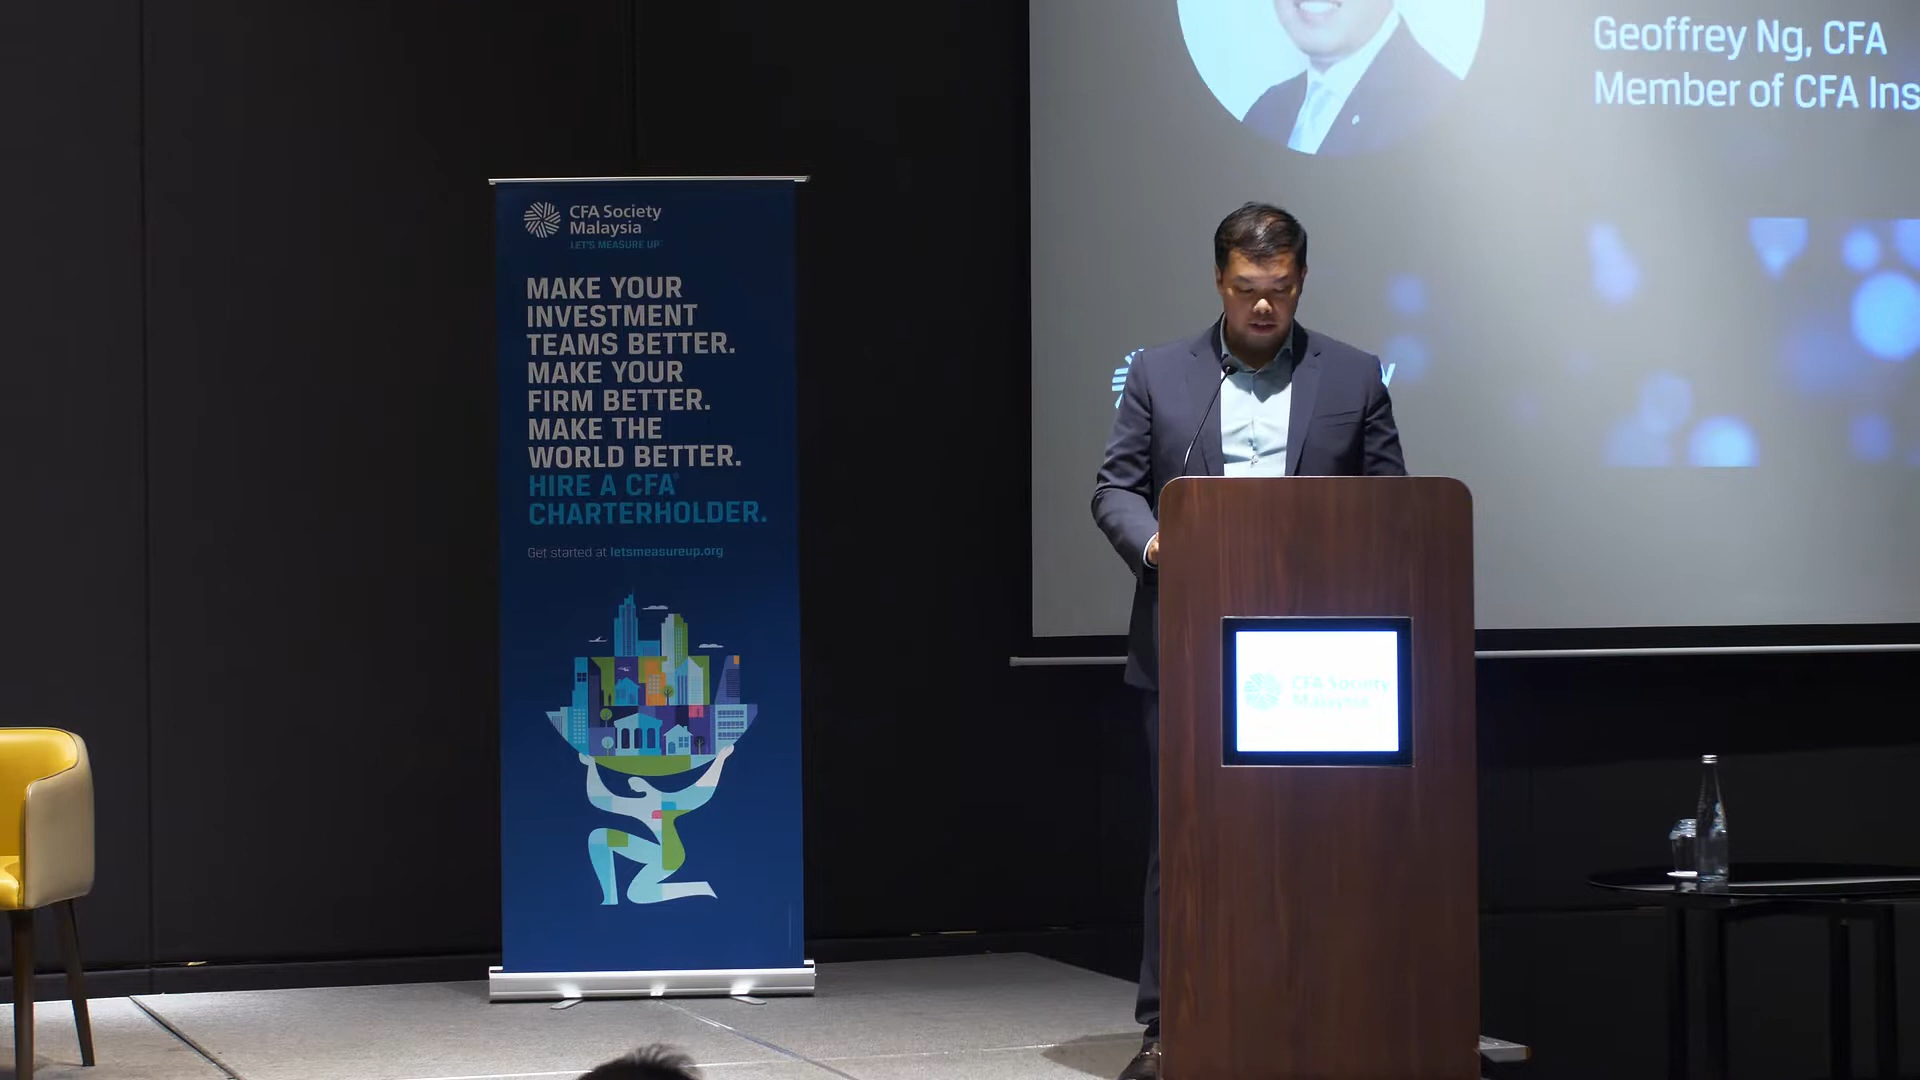 CFA Society
Malaysia
LET'S MEASURE UP
MAKE YOUR
INVESTMENT
TEAMS BETTER.
MAKE YOUR
FIRM BETTER.
MAKE THE
WORLD BETTER.
HIRE A CFA®
CHARTERHOLDER.
Get started at letsmeasureup.org
Geoffrey Ng, CFA
Member of CFA Ins
y
CFA Society
Malaysia